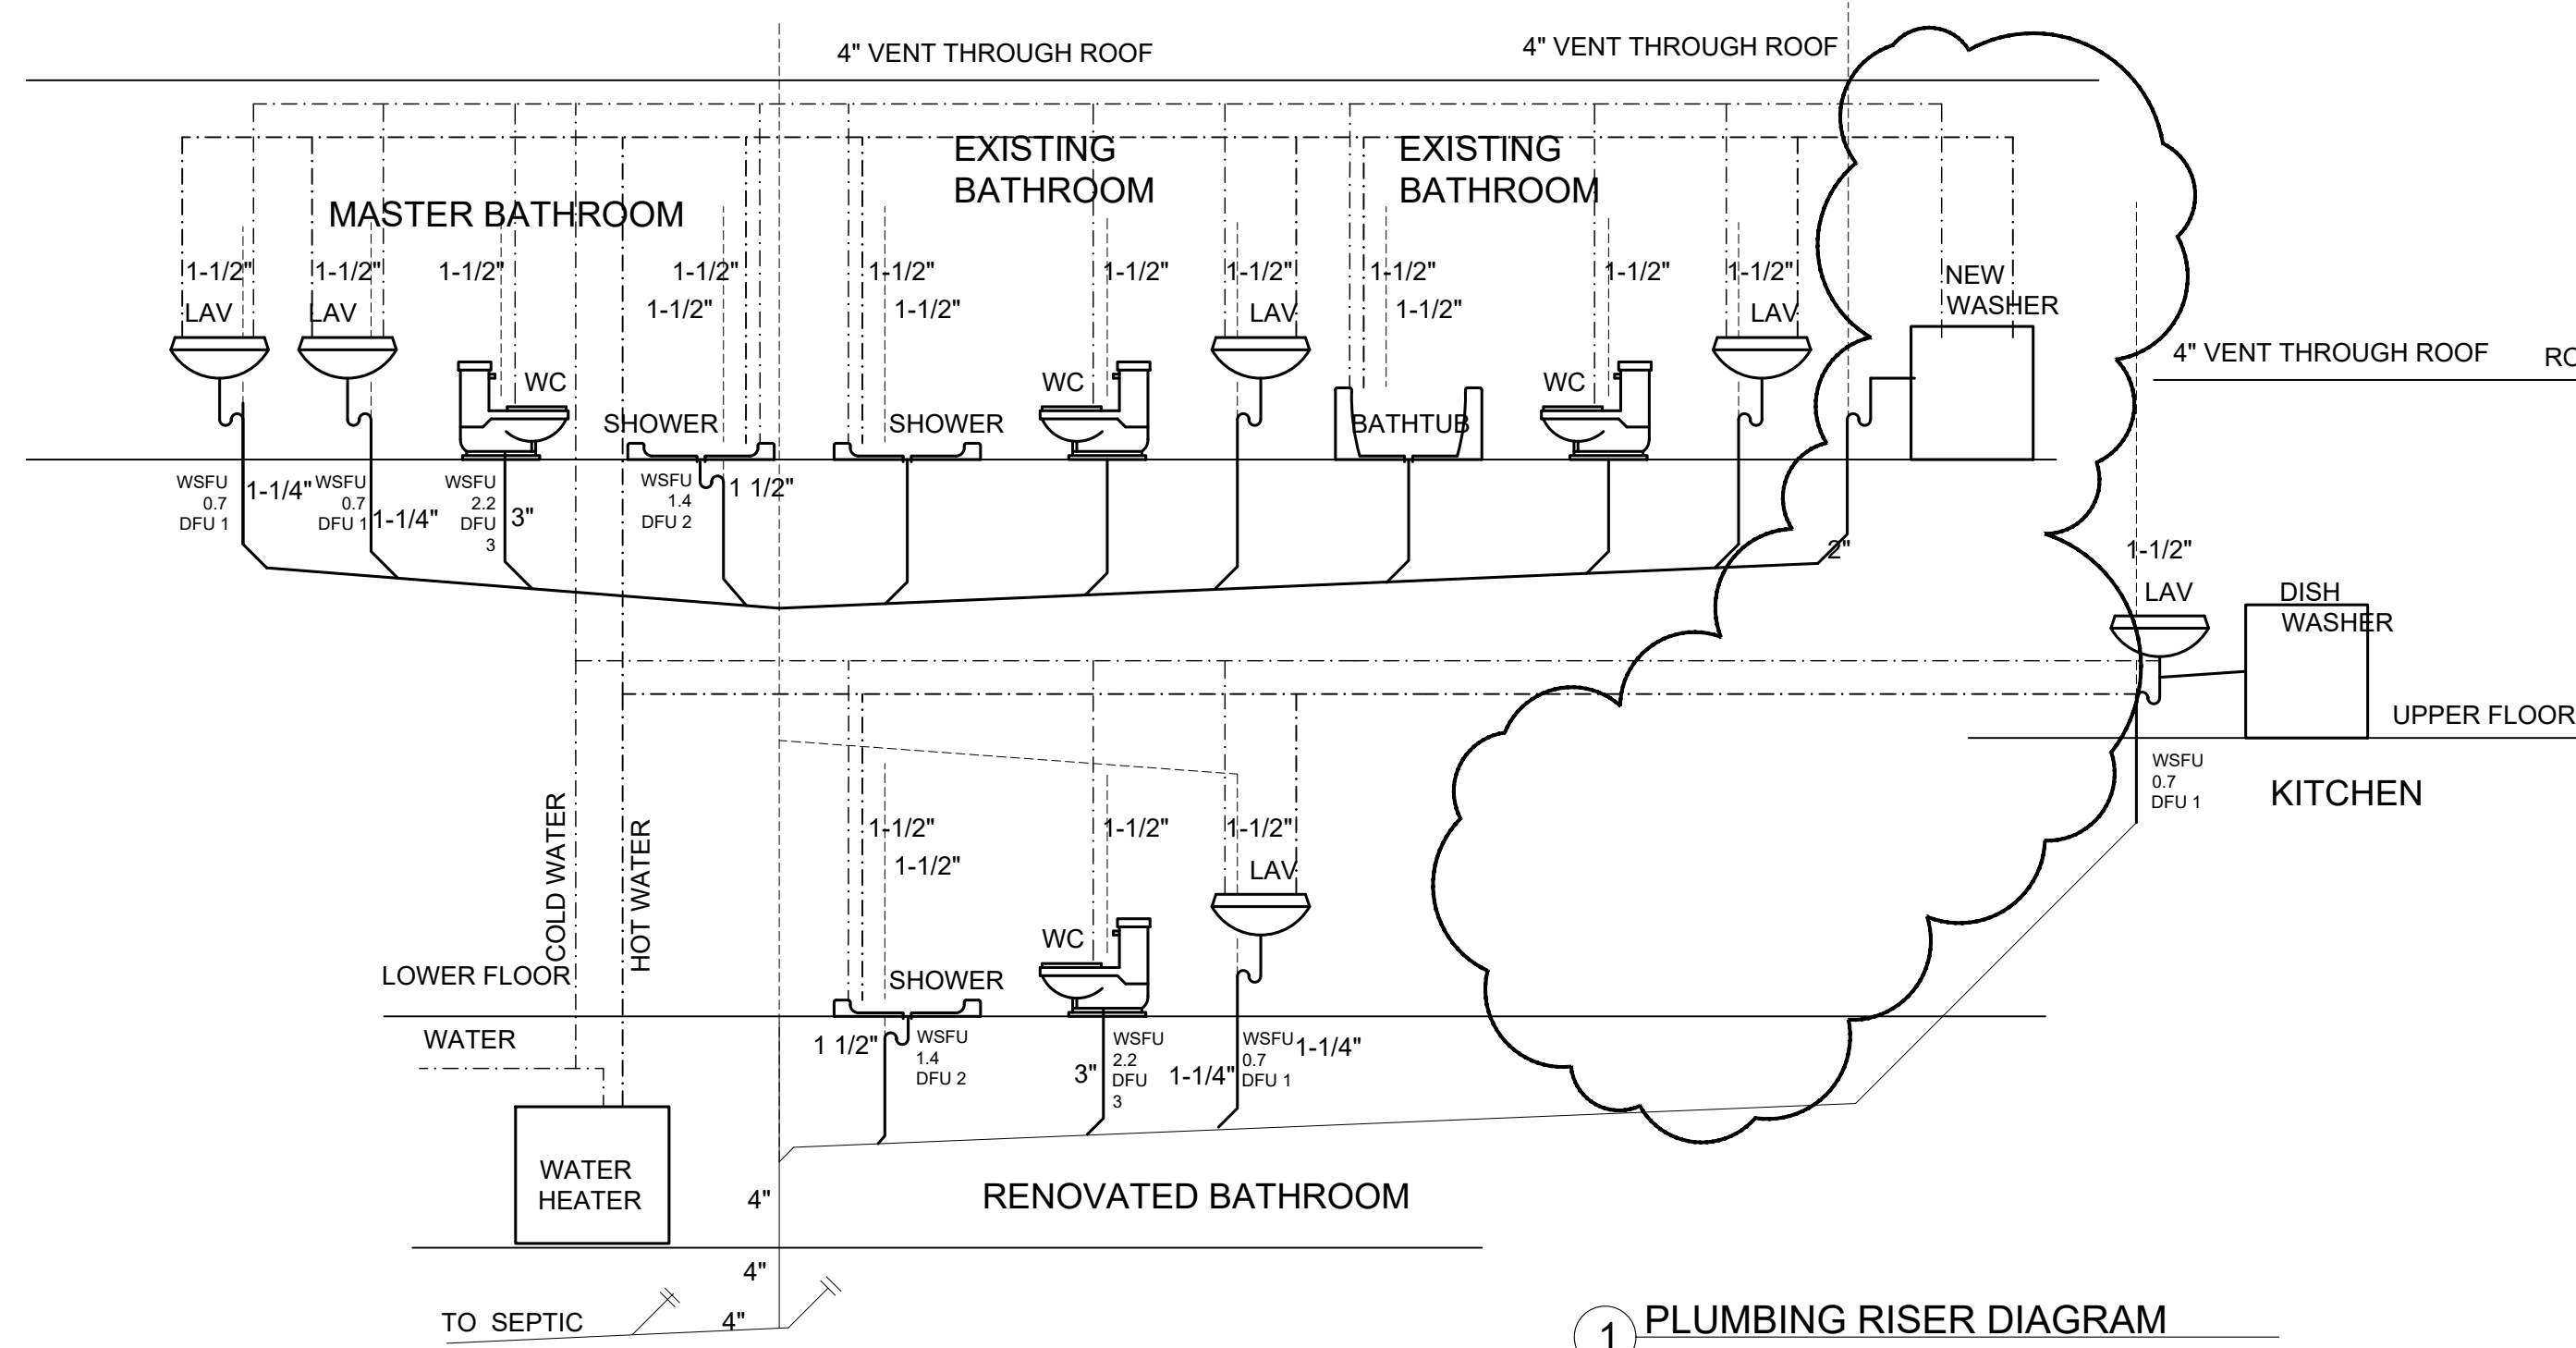 4" VENT THROUGH ROOF
4" VENT THROUGH ROOF
EXISTING
BATHROOM
EXISTING
BATHROOM
MASTER BATHROOM
1-1/2"
1-1/2"
1-1/2"
1-1/2"
1-1/2"
1-1/2"
1-1/2"
1-1/2"
1-1/2"
1-1/2"
NEW
WASHER
1-1/2"
1-1/2"
1-1/2"
LAV
LAV
LAV
LAV
4" VENT THROUGH ROOF
WC
WC
WC
SHOWER
SHOWER
BATHTUB
WSFU
0.7
DFU 1
1-1/4"
WSFU
0.7
DFU 1
1-1/4"
WSFU
2.2
DFU
3
3"
WSFU
1.4
DFU 2
1 1/2"
2"
1-1/2"
LAV
DISH
WASHER
UPPER FLOOR
WSFU
0.7
DFU 1
KITCHEN
COLD WATER
HOT WATER
1-1/2"
1-1/2"
1-1/2"
1-1/2"
LAV
WC
SHOWER
LOWER FLOOR
WATER
1 1/2"
WSFU
1.4
DFU 2
3"
WSFU
2.2
DFU
3
1-1/4"
WSFU
0.7
DFU 1
1-1/4"
WATER
HEATER
4"
RENOVATED BATHROOM
4"
TO SEPTIC
4"
1
PLUMBING RISER DIAGRAM